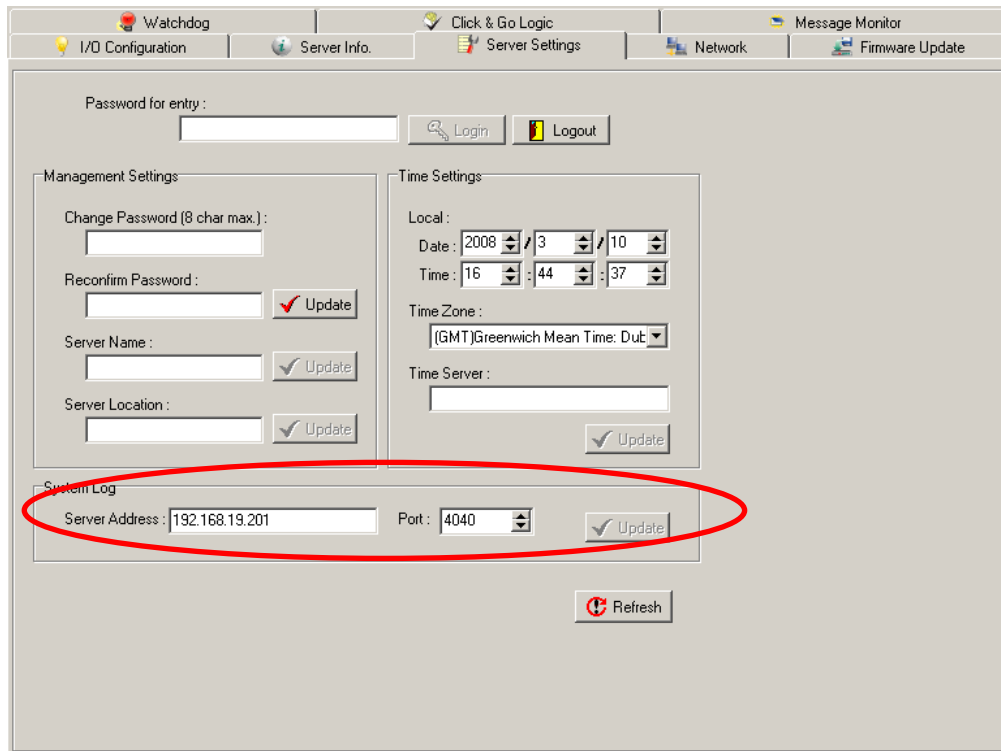 Watchdog
Click & Go Logic
Message Monitor
I/O Configuration
Server Info.
Server Settings
Network
Firmware Update
Password for entry :
Login
Logout
Management Settings
Change Password (8 char max.) :
Reconfirm Password :
Update
Server Name :
Update
Server Location :
Update
Time Settings
Local :
Date : 2008 / 3 / 10
Time : 16 : 44 : 37
Time Zone :
(GMT)Greenwich Mean Time: Dub
Time Server :
Update
System Log
Server Address : 192.168.19.201 Port : 4040 Update
Refresh